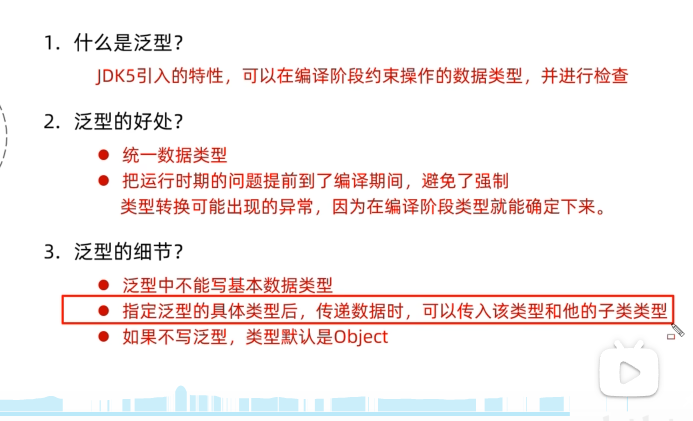 1. 什么是泛型？
JDK5引入的特性，可以在编译阶段约束操作的数据类型，并进行检查
2. 泛型的好处？
● 统一数据类型
● 把运行时期的问题提前到了编译期间，避免了强制
类型转换可能出现的异常，因为在编译阶段类型就能确定下来。
3. 泛型的细节？
● 泛型中不能写基本数据类型
● 指定泛型的具体类型后，传递数据时，可以传入该类型和他的子类类型
● 如果不写泛型，类型默认是Object